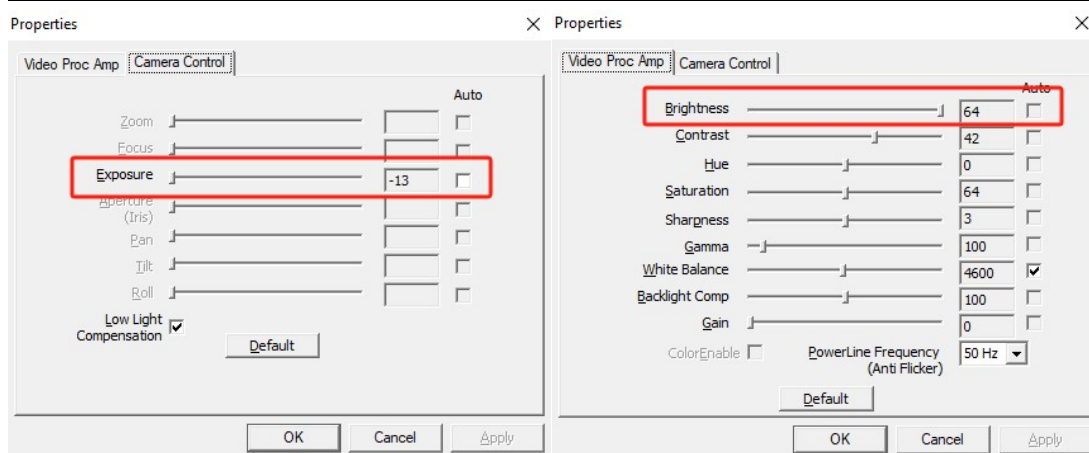 Properties
Video Proc Amp Camera Control
Auto
Zoom
Focus
Exposure -13
Aperture
(Iris)
Pan
Tilt
Roll
Low Light
Compensation
Default
OK Cancel Apply
Properties
Video Proc Amp Camera Control
Auto
Brightness 64
Contrast 42
Hue 0
Saturation 64
Sharpness 3
Gamma 100
White Balance 4600
Backlight Comp 100
Gain 0
ColorEnable PowerLine Frequency 50 Hz
(Anti Flicker)
Default
OK Cancel Apply